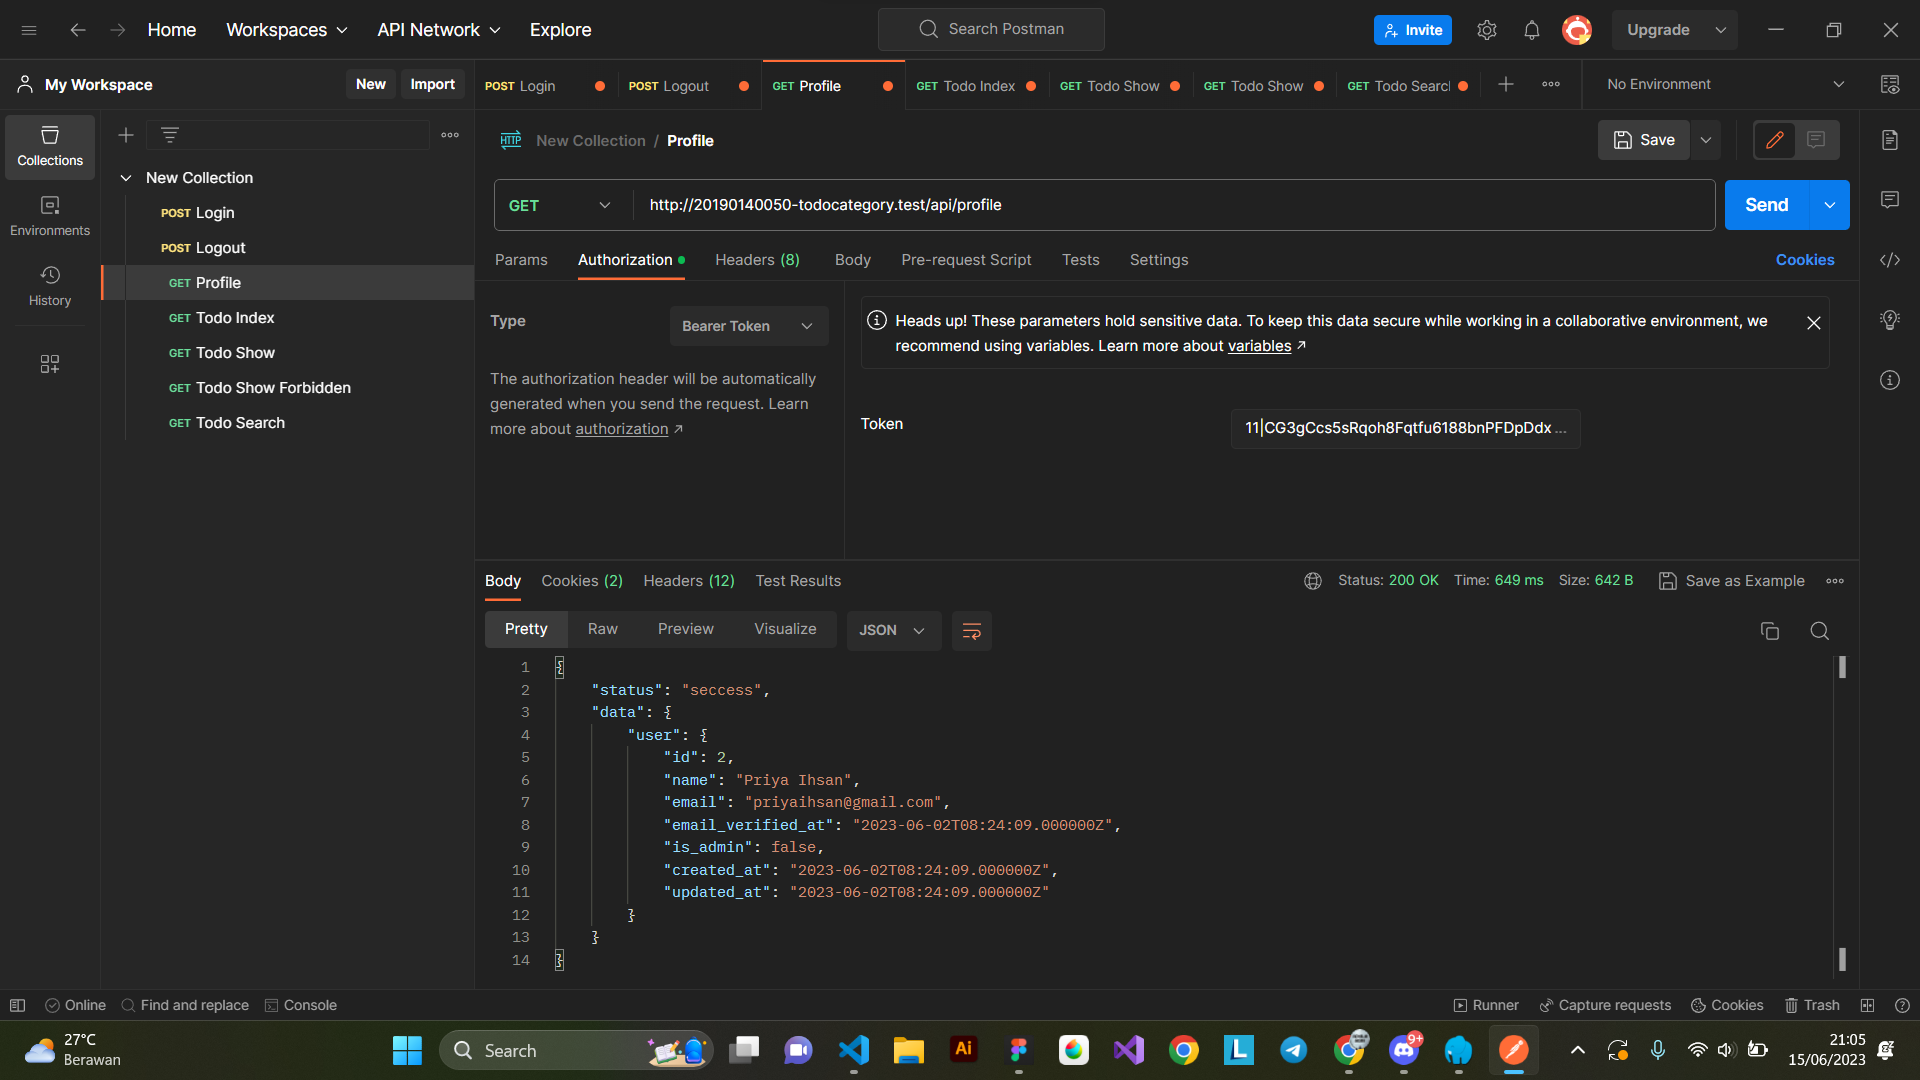 Home Workspaces API Network Explore Search Postman Invite Upgrade
My Workspace New Import POST Login POST Logout GET Profile GET Todo Index GET Todo Show GET Todo Show GET Todo Searc No Environment
Collections
Environments
History
New Collection
POST Login
POST Logout
GET Profile
GET Todo Index
GET Todo Show
GET Todo Show Forbidden
GET Todo Search
HTTP New Collection / Profile Save
GET http://20190140050-todocategory.test/api/profile Send
Params Authorization Headers (8) Body Pre-request Script Tests Settings Cookies
Type Bearer Token
The authorization header will be automatically
generated when you send the request. Learn
more about authorization ↗
Heads up! These parameters hold sensitive data. To keep this data secure while working in a collaborative environment, we
recommend using variables. Learn more about variables ↗
Token 11|CG3gCcs5sRqoh8Fqtfu6188bnPFDpDdx ...
Body Cookies (2) Headers (12) Test Results Status: 200 OK Time: 649 ms Size: 642 B Save as Example
Pretty Raw Preview Visualize JSON
1 {
2 "status": "seccess",
3 "data": {
4 "user": {
5 "id": 2,
6 "name": "Priya Ihsan",
7 "email": "priyaihsan@gmail.com",
8 "email_verified_at": "2023-06-02T08:24:09.000000Z",
9 "is_admin": false,
10 "created_at": "2023-06-02T08:24:09.000000Z",
11 "updated_at": "2023-06-02T08:24:09.000000Z"
12 }
13 }
14 }
Online Find and replace Console Runner Capture requests Cookies Trash
27°C
Berawan
Search
Ai
L
9+
21:05
15/06/2023